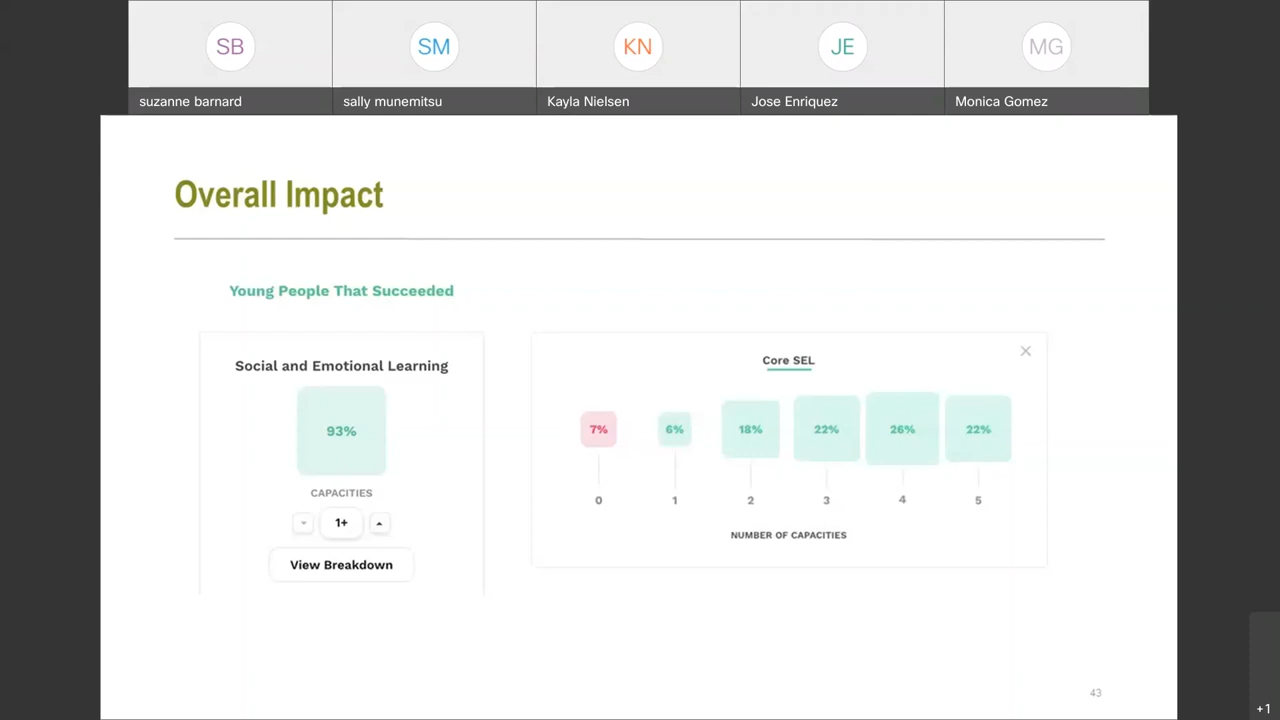 SB SM KN JE MG
suzanne barnard sally munemitsu Kayla Nielsen Jose Enriquez Monica Gomez
Overall Impact
Young People That Succeeded
Social and Emotional Learning
93%
CAPACITIES
1+
View Breakdown
Core SEL
7% 6% 18% 22% 26% 22%
0 1 2 3 4 5
NUMBER OF CAPACITIES
43
+1